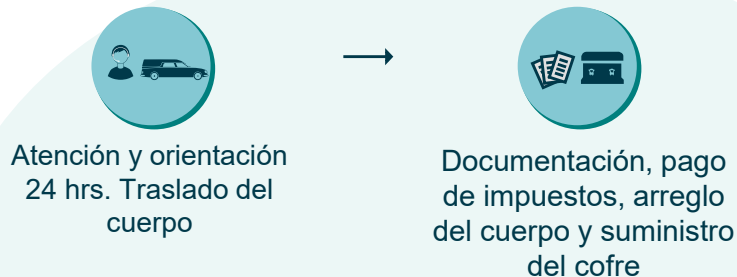 Atención y orientación
24 hrs. Traslado del
cuerpo
Documentación, pago
de impuestos, arreglo
del cuerpo y suministro
del cofre